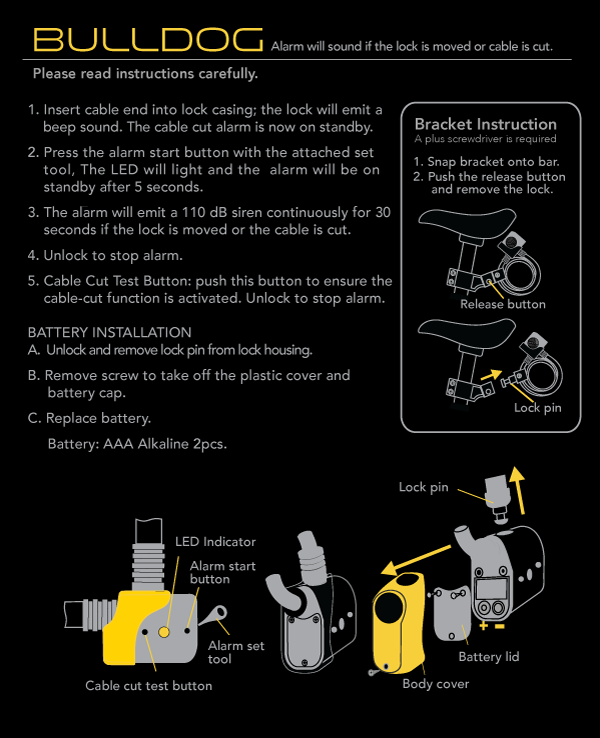 BULLDOG Alarm will sound if the lock is moved or cable is cut.
Please read instructions carefully.
1. Insert cable end into lock casing; the lock will emit a
beep sound. The cable cut alarm is now on standby.
2. Press the alarm start button with the attached set
tool, The LED will light and the alarm will be on
standby after 5 seconds.
3. The alarm will emit a 110 dB siren continuously for 30
seconds if the lock is moved or the cable is cut.
4. Unlock to stop alarm.
5. Cable Cut Test Button: push this button to ensure the
cable-cut function is activated. Unlock to stop alarm.
BATTERY INSTALLATION
A. Unlock and remove lock pin from lock housing.
B. Remove screw to take off the plastic cover and
battery cap.
C. Replace battery.
Battery: AAA Alkaline 2pcs.
Bracket Instruction
A plus screwdriver is required
1. Snap bracket onto bar.
2. Push the release button
and remove the lock.
Release button
Lock pin
Lock pin
LED Indicator
Alarm start
button
Alarm set
tool
Cable cut test button
+ −
Battery lid
Body cover